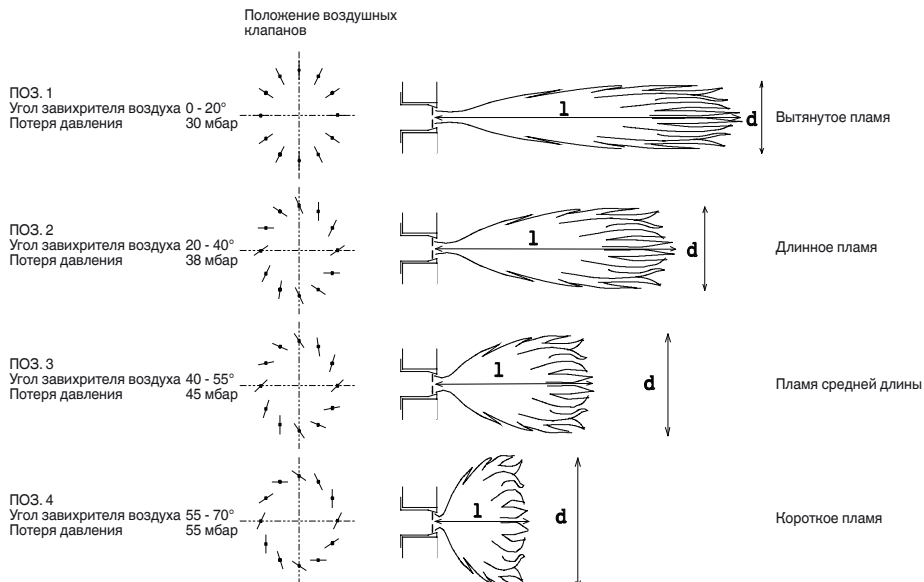 Положение воздушных
клапанов
ПОЗ. 1
Угол завихрителя воздуха 0 - 20°
Потеря давления 30 мбар
l
d
Вытянутое пламя
ПОЗ. 2
Угол завихрителя воздуха 20 - 40°
Потеря давления 38 мбар
l
d
Длинное пламя
ПОЗ. 3
Угол завихрителя воздуха 40 - 55°
Потеря давления 45 мбар
l
d
Пламя средней длины
ПОЗ. 4
Угол завихрителя воздуха 55 - 70°
Потеря давления 55 мбар
l
d
Короткое пламя